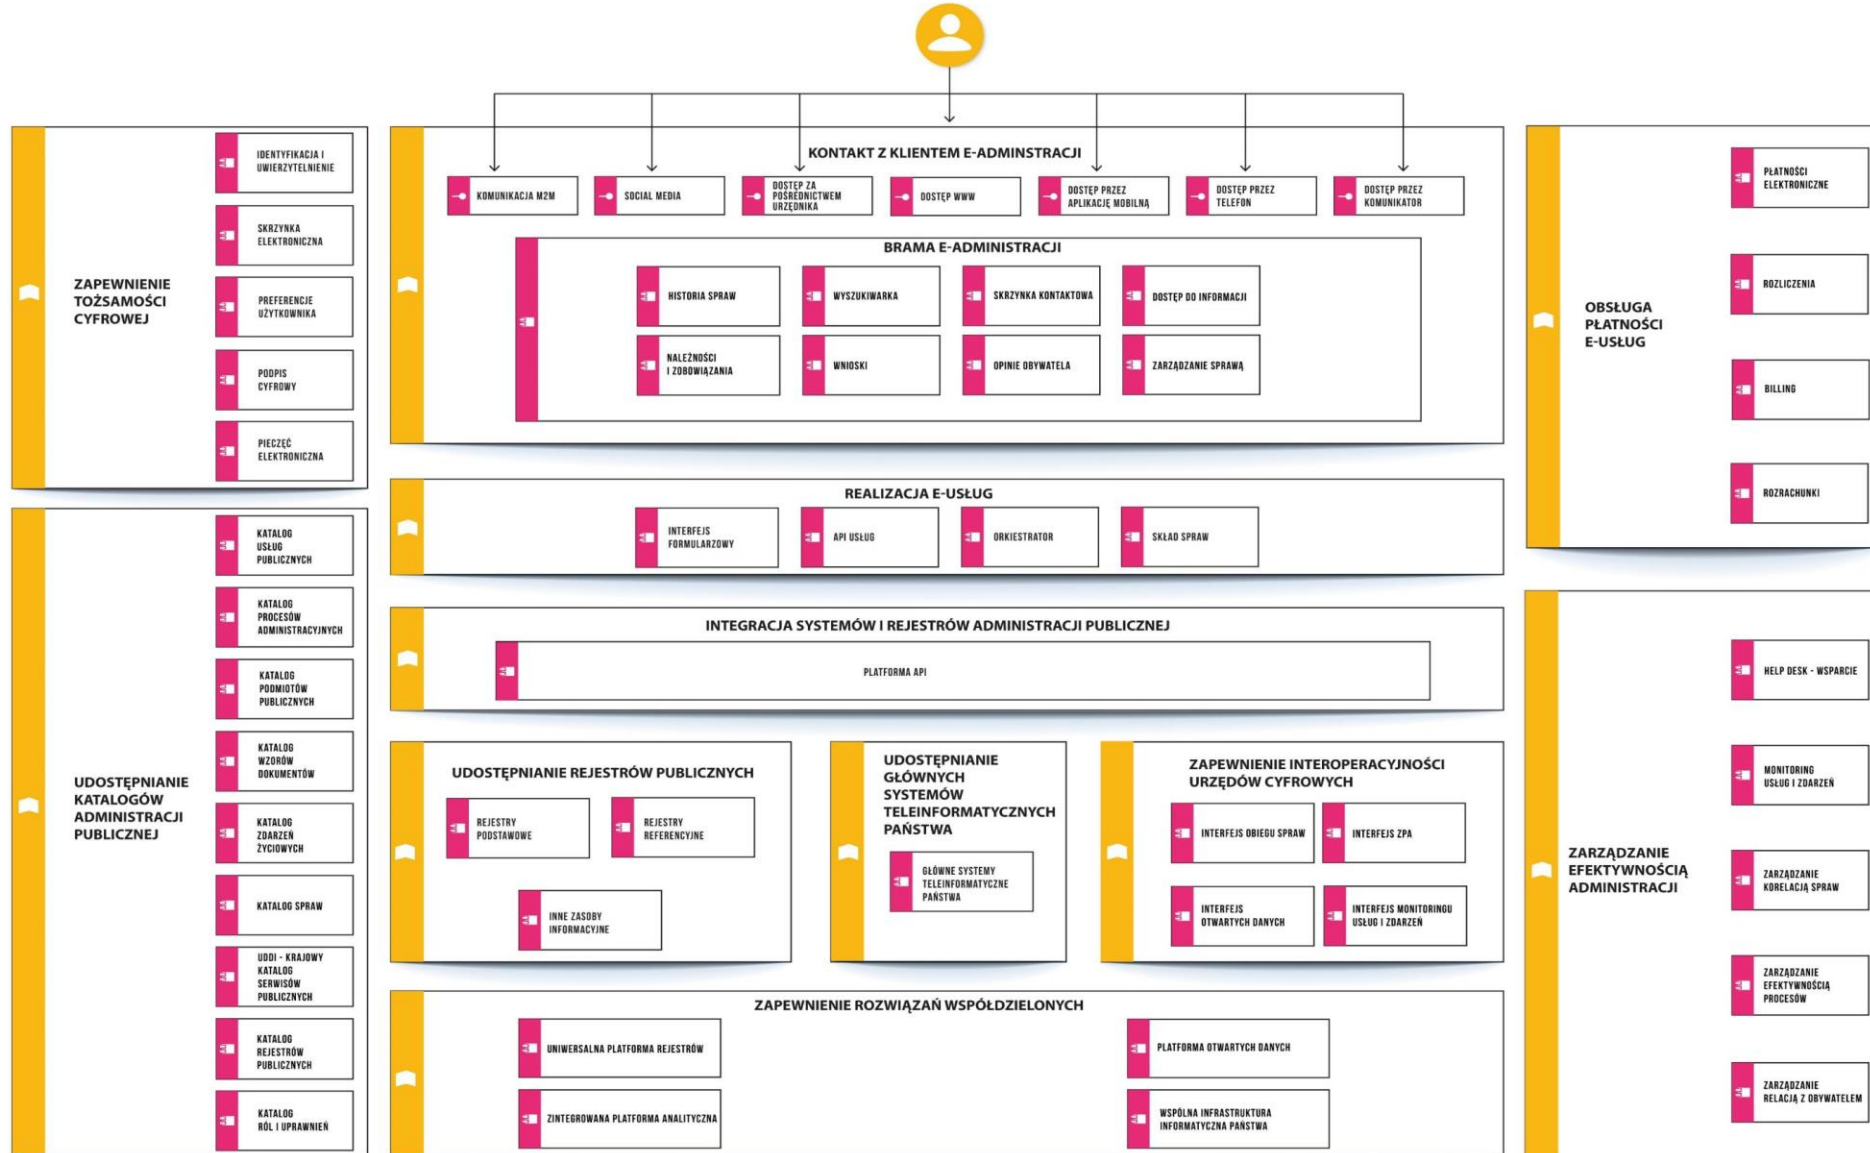 ZAPEWNIENIE
TOŻSAMOŚCI
CYFROWEJ
IDENTYFIKACJA I
UWIERZYTELNIENIE
SKRZYNKA
ELEKTRONICZNA
PREFERENCJE
UŻYTKOWNIKA
PODPIS
CYFROWY
PIECZĘĆ
ELEKTRONICZNA
UDOSTĘPNIANIE
KATALOGÓW
ADMINISTRACJI
PUBLICZNEJ
KATALOG
USŁUG
PUBLICZNYCH
KATALOG
PROCESÓW
ADMINISTRACYJNYCH
KATALOG
PODMIOTÓW
PUBLICZNYCH
KATALOG
WZORÓW
DOKUMENTÓW
KATALOG
ZDARZEŃ
ŻYCIOWYCH
KATALOG SPRAW
UDDI - KRAJOWY
KATALOG
SERWISÓW
PUBLICZNYCH
KATALOG
REJESTRÓW
PUBLICZNYCH
KATALOG
RÓL I UPRAWNIEŃ
KONTAKT Z KLIENTEM E-ADMINSTRACJI
KOMUNIKACJA M2M
SOCIAL MEDIA
DOSTĘP ZA
POŚREDNICTWEM
URZĘDNIKA
DOSTĘP WWW
DOSTĘP PRZEZ
APLIKACJĘ MOBILNĄ
DOSTĘP PRZEZ
TELEFON
DOSTĘP PRZEZ
KOMUNIKATOR
BRAMA E-ADMINISTRACJI
HISTORIA SPRAW
WYSZUKIWARKA
SKRZYNKA KONTAKTOWA
DOSTĘP DO INFORMACJI
NALEŻNOŚCI
I ZOBOWIĄZANIA
WNIOSKI
OPINIE OBYWATELA
ZARZĄDZANIE SPRAWĄ
REALIZACJA E-USŁUG
INTERFEJS
FORMULARZOWY
API USŁUG
ORKIESTRATOR
SKŁAD SPRAW
INTEGRACJA SYSTEMÓW I REJESTRÓW ADMINISTRACJI PUBLICZNEJ
PLATFORMA API
UDOSTĘPNIANIE REJESTRÓW PUBLICZNYCH
REJESTRY
PODSTAWOWE
REJESTRY
REFERENCYJNE
INNE ZASOBY
INFORMACYJNE
UDOSTĘPNIANIE
GŁÓWNYCH
SYSTEMÓW
TELEINFORMATYCZNYCH
PAŃSTWA
GŁÓWNE SYSTEMY
TELEINFORMATYCZNE
PAŃSTWA
ZAPEWNIENIE INTEROPERACYJNOŚCI
URZĘDÓW CYFROWYCH
INTERFEJS OBIEGU SPRAW
INTERFEJS ZPA
INTERFEJS
OTWARTYCH DANYCH
INTERFEJS MONITORINGU
USŁUG I ZDARZEŃ
ZAPEWNIENIE ROZWIĄZAŃ WSPÓŁDZIELONYCH
UNIWERSALNA PLATFORMA REJESTRÓW
PLATFORMA OTWARTYCH DANYCH
ZINTEGROWANA PLATFORMA ANALITYCZNA
WSPÓLNA INFRASTRUKTURA
INFORMATYCZNA PAŃSTWA
OBSŁUGA
PŁATNOŚCI
E-USŁUG
PŁATNOŚCI
ELEKTRONICZNE
ROZLICZENIA
BILLING
ROZRACHUNKI
ZARZĄDZANIE
EFEKTYWNOŚCIĄ
ADMINISTRACJI
HELP DESK - WSPARCIE
MONITORING
USŁUG I ZDARZEŃ
ZARZĄDZANIE
KORELACJĄ SPRAW
ZARZĄDZANIE
EFEKTYWNOŚCIĄ
PROCESÓW
ZARZĄDZANIE
RELACJĄ Z OBYWATELEM